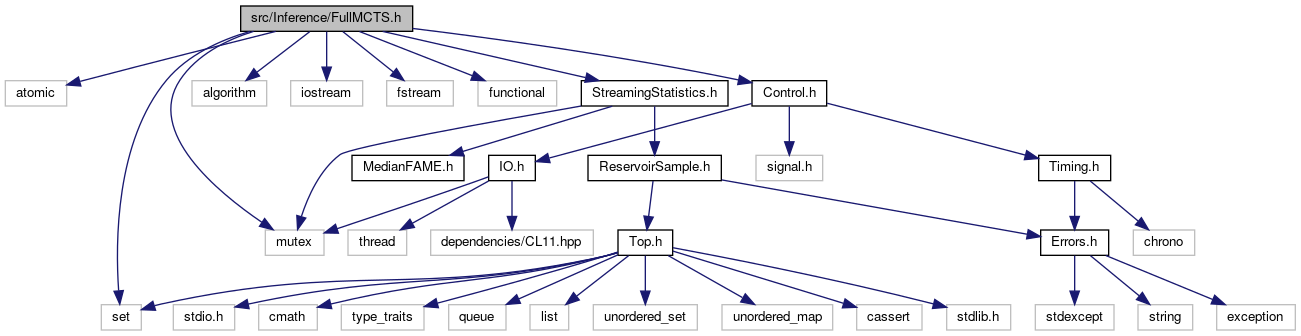 src/Inference/FullMCTS.h
atomic
algorithm
iostream
fstream
functional
StreamingStatistics.h
Control.h
MedianFAME.h
IO.h
ReservoirSample.h
signal.h
Timing.h
mutex
thread
dependencies/CL11.hpp
Top.h
Errors.h
chrono
set
stdio.h
cmath
type_traits
queue
list
unordered_set
unordered_map
cassert
stdlib.h
stdexcept
string
exception